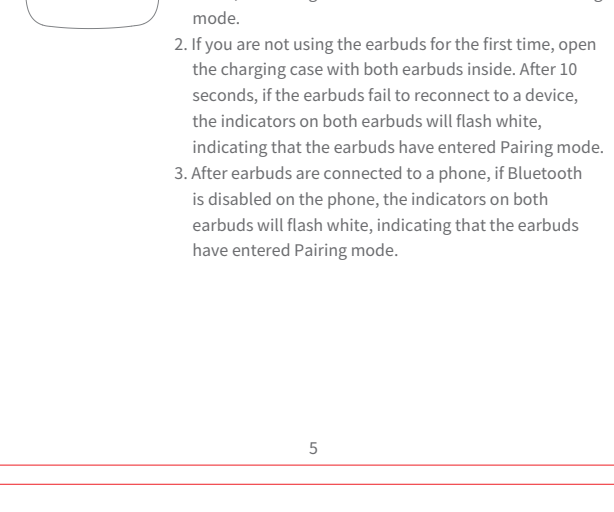 mode.
2. If you are not using the earbuds for the first time, open
the charging case with both earbuds inside. After 10
seconds, if the earbuds fail to reconnect to a device,
the indicators on both earbuds will flash white,
indicating that the earbuds have entered Pairing mode.
3. After earbuds are connected to a phone, if Bluetooth
is disabled on the phone, the indicators on both
earbuds will flash white, indicating that the earbuds
have entered Pairing mode.
5